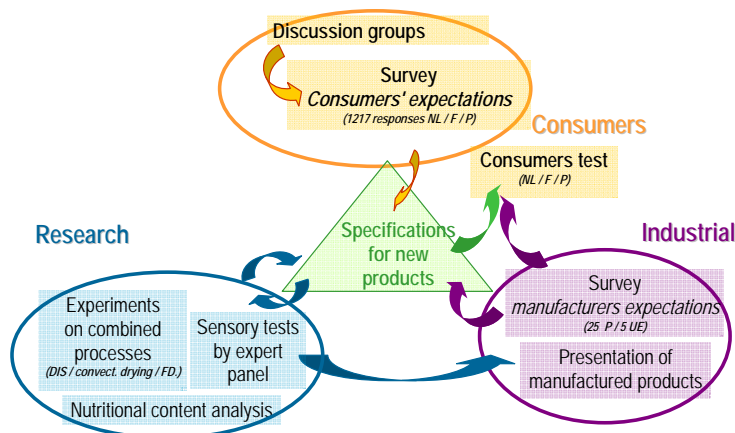 Discussion groups
Survey
Consumers' expectations
(1217 responses NL / F / P)
Consumers
Consumers test
(NL / F / P)
Specifications
for new
products
Research
Industrial
Experiments
on combined
processes
(DIS / convect. drying / FD.)
Sensory tests
by expert
panel
Nutritional content analysis
Survey
manufacturers expectations
(25 P / 5 UE)
Presentation of
manufactured products